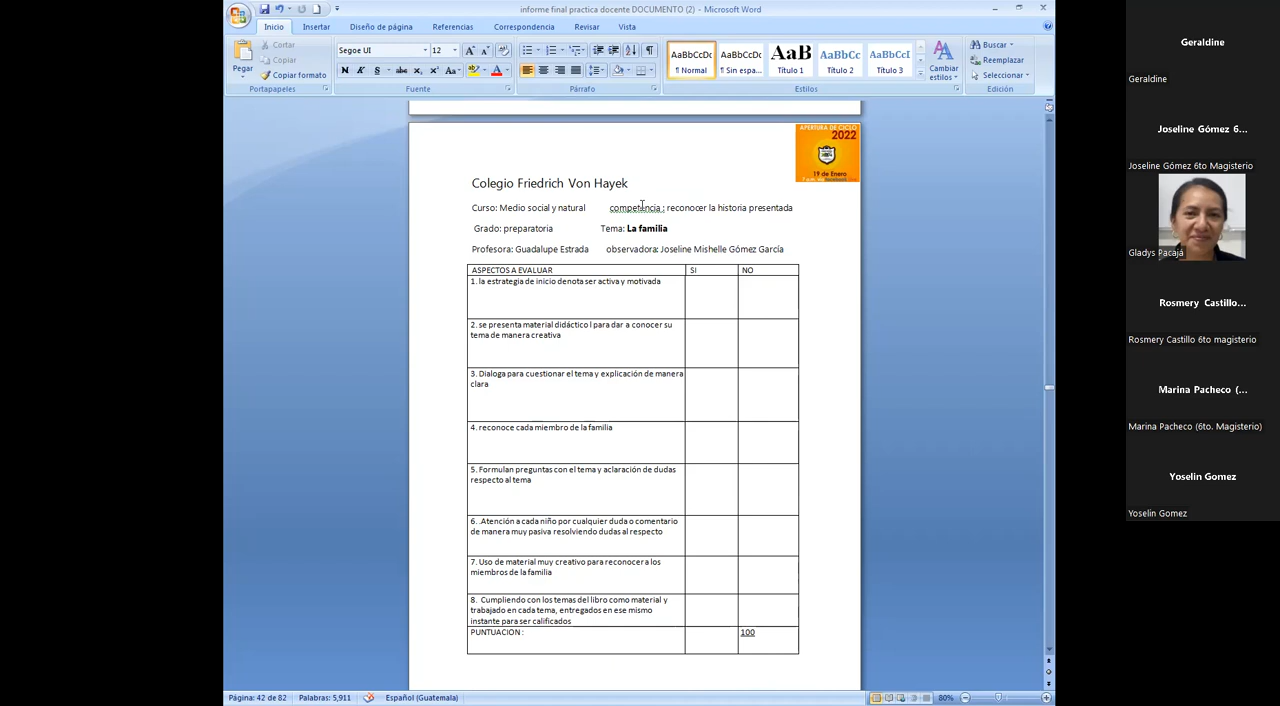 informe final practica docente DOCUMENTO (2) - Microsoft Word
Inicio Insertar Diseño de página Referencias Correspondencia Revisar Vista
Pegar
Cortar
Copiar
Copiar formato
Portapapeles
Segoe UI 12
Fuente
Párrafo
AaBbCcDc AaBbCcDc AaB AaBbCc AaBbCcI
¶ Normal ¶ Sin espa... Título 1 Título 2 Título 3
Cambiar estilos
Estilos
Buscar
Reemplazar
Seleccionar
Edición
APERTURA DE CICLO
2022
19 de Enero
Colegio Friedrich Von Hayek
Curso: Medio social y natural competencia : reconocer la historia presentada
Grado: preparatoria Tema: La familia
Profesora: Guadalupe Estrada observadora: Joseline Mishelle Gómez García
ASPECTOS A EVALUAR SI NO
1. la estrategia de inicio denota ser activa y motivada
2. se presenta material didáctico l para dar a conocer su
tema de manera creativa
3. Dialoga para cuestionar el tema y explicación de manera
clara
4. reconoce cada miembro de la familia
5. Formulan preguntas con el tema y aclaración de dudas
respecto al tema
6. .Atención a cada niño por cualquier duda o comentario
de manera muy pasiva resolviendo dudas al respecto
7. Uso de material muy creativo para reconocer a los
miembros de la familia
8. Cumpliendo con los temas del libro como material y
trabajado en cada tema, entregados en ese mismo
instante para ser calificados
PUNTUACION : 100
Página: 42 de 82 Palabras: 5,911 Español (Guatemala) 80%
Geraldine
Geraldine
Joseline Gómez 6...
Joseline Gómez 6to Magisterio
Gladys Pacajá
Rosmery Castillo...
Rosmery Castillo 6to magisterio
Marina Pacheco (...
Marina Pacheco (6to. Magisterio)
Yoselin Gomez
Yoselin Gomez